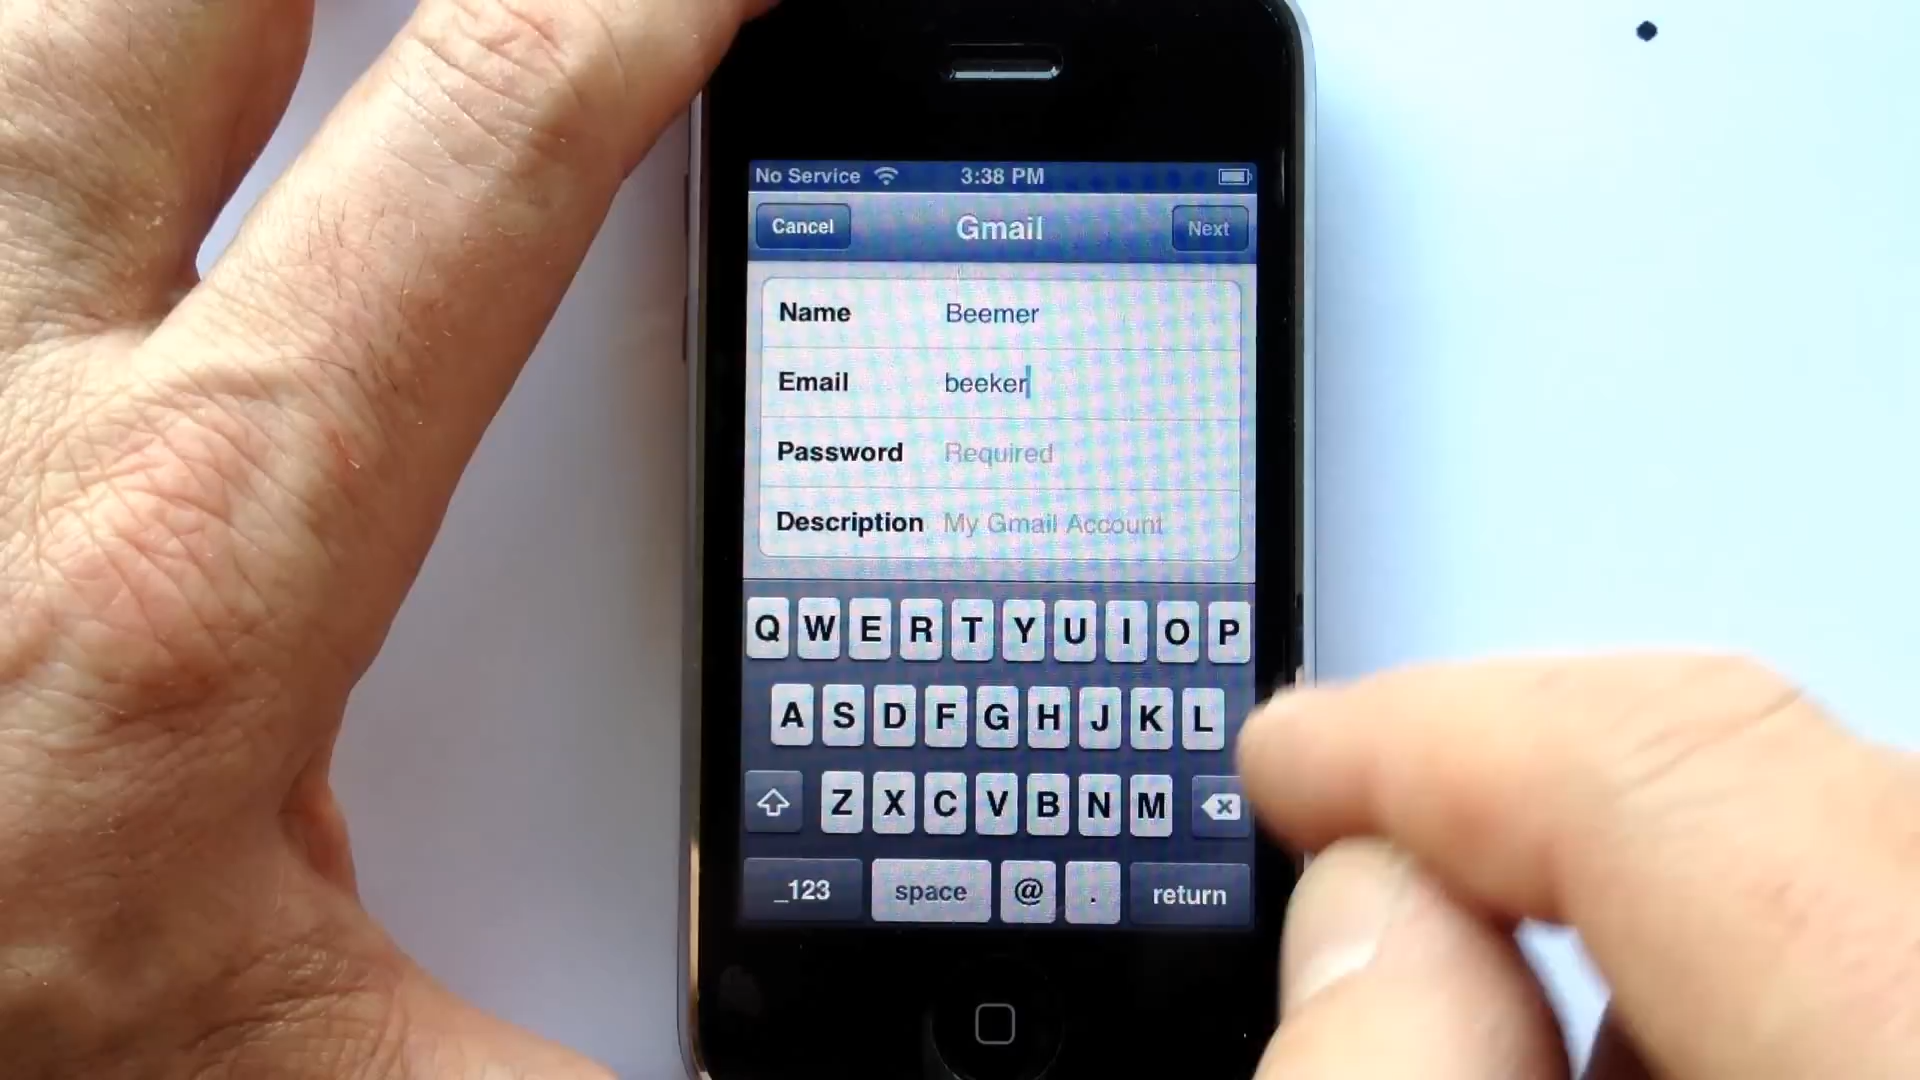 No Service 3:38 PM
Cancel Gmail Next
Name Beemer
Email beeker
Password Required
Description My Gmail Account
Q W E R T Y U I O P
A S D F G H J K L
Z X C V B N M
_123 space @ . return